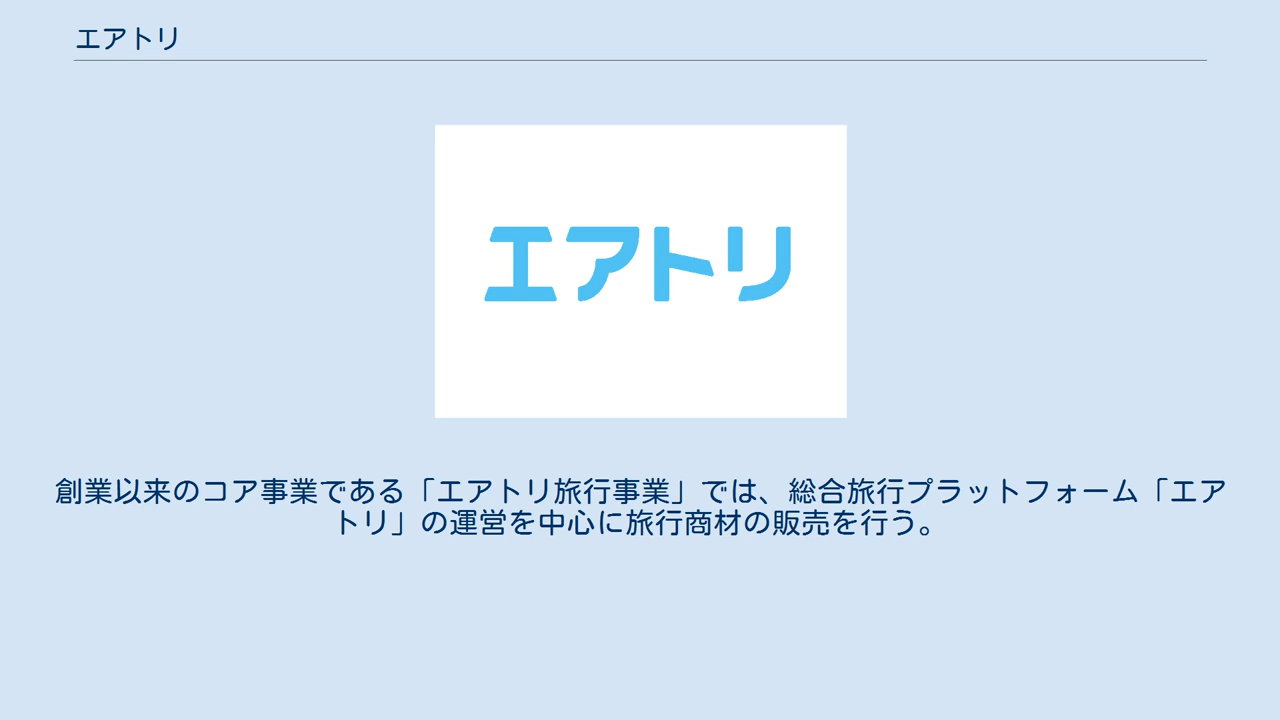 エアトリ
エアトリ
創業以来のコア事業である「エアトリ旅行事業」では、総合旅行プラットフォーム「エア
トリ」の運営を中心に旅行商材の販売を行う。